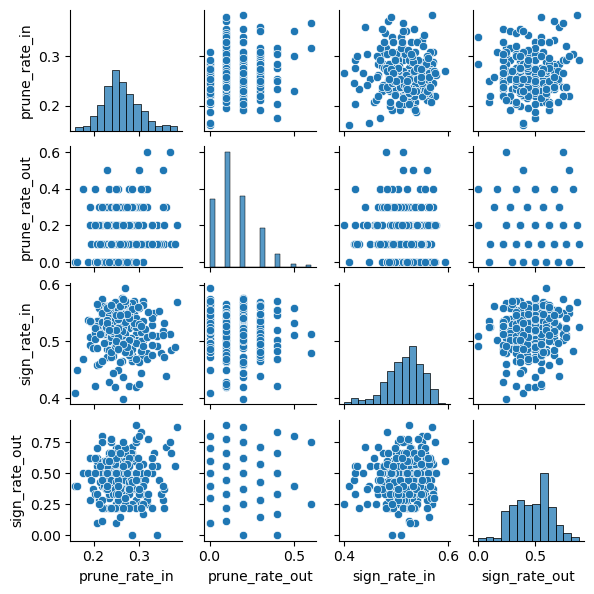 prune_rate_in
0.3
0.2
prune_rate_out
0.6
0.4
0.2
0.0
sign_rate_in
0.6
0.5
0.4
sign_rate_out
0.75
0.50
0.25
0.00
0.2 0.3 0.0 0.5 0.4 0.6 0.0 0.5
prune_rate_in prune_rate_out sign_rate_in sign_rate_out